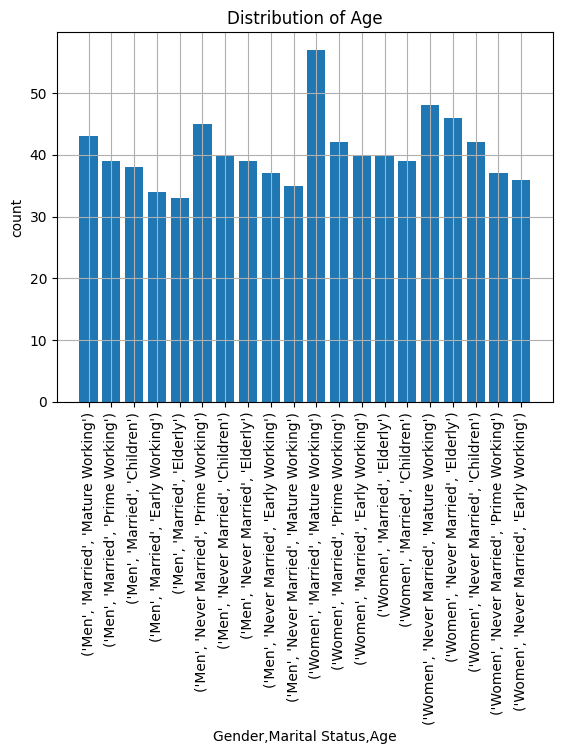 Distribution of Age
count
50
40
30
20
10
0
('Men', 'Married', 'Mature Working')
('Men', 'Married', 'Prime Working')
('Men', 'Married', 'Children')
('Men', 'Married', 'Early Working')
('Men', 'Married', 'Elderly')
('Men', 'Never Married', 'Prime Working')
('Men', 'Never Married', 'Children')
('Men', 'Never Married', 'Elderly')
('Men', 'Never Married', 'Early Working')
('Men', 'Never Married', 'Mature Working')
('Women', 'Married', 'Mature Working')
('Women', 'Married', 'Prime Working')
('Women', 'Married', 'Early Working')
('Women', 'Married', 'Elderly')
('Women', 'Married', 'Children')
('Women', 'Never Married', 'Mature Working')
('Women', 'Never Married', 'Elderly')
('Women', 'Never Married', 'Children')
('Women', 'Never Married', 'Prime Working')
('Women', 'Never Married', 'Early Working')
Gender,Marital Status,Age